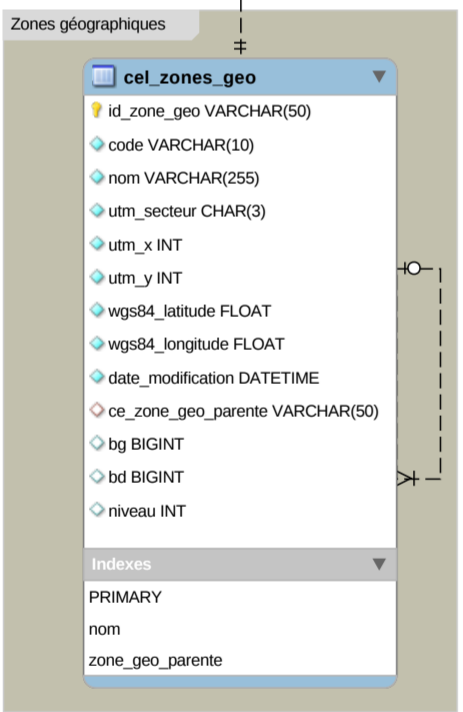 Zones géographiques
cel_zones_geo
id_zone_geo VARCHAR(50)
code VARCHAR(10)
nom VARCHAR(255)
utm_secteur CHAR(3)
utm_x INT
utm_y INT
wgs84_latitude FLOAT
wgs84_longitude FLOAT
date_modification DATETIME
ce_zone_geo_parente VARCHAR(50)
bg BIGINT
bd BIGINT
niveau INT
Indexes
PRIMARY
nom
zone_geo_parente